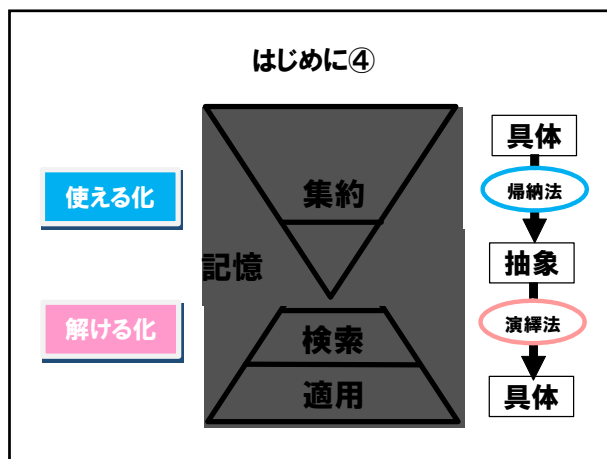 はじめに④
具体
使える化
集約
帰納法
記憶
抽象
解ける化
検索
演繹法
適用
具体